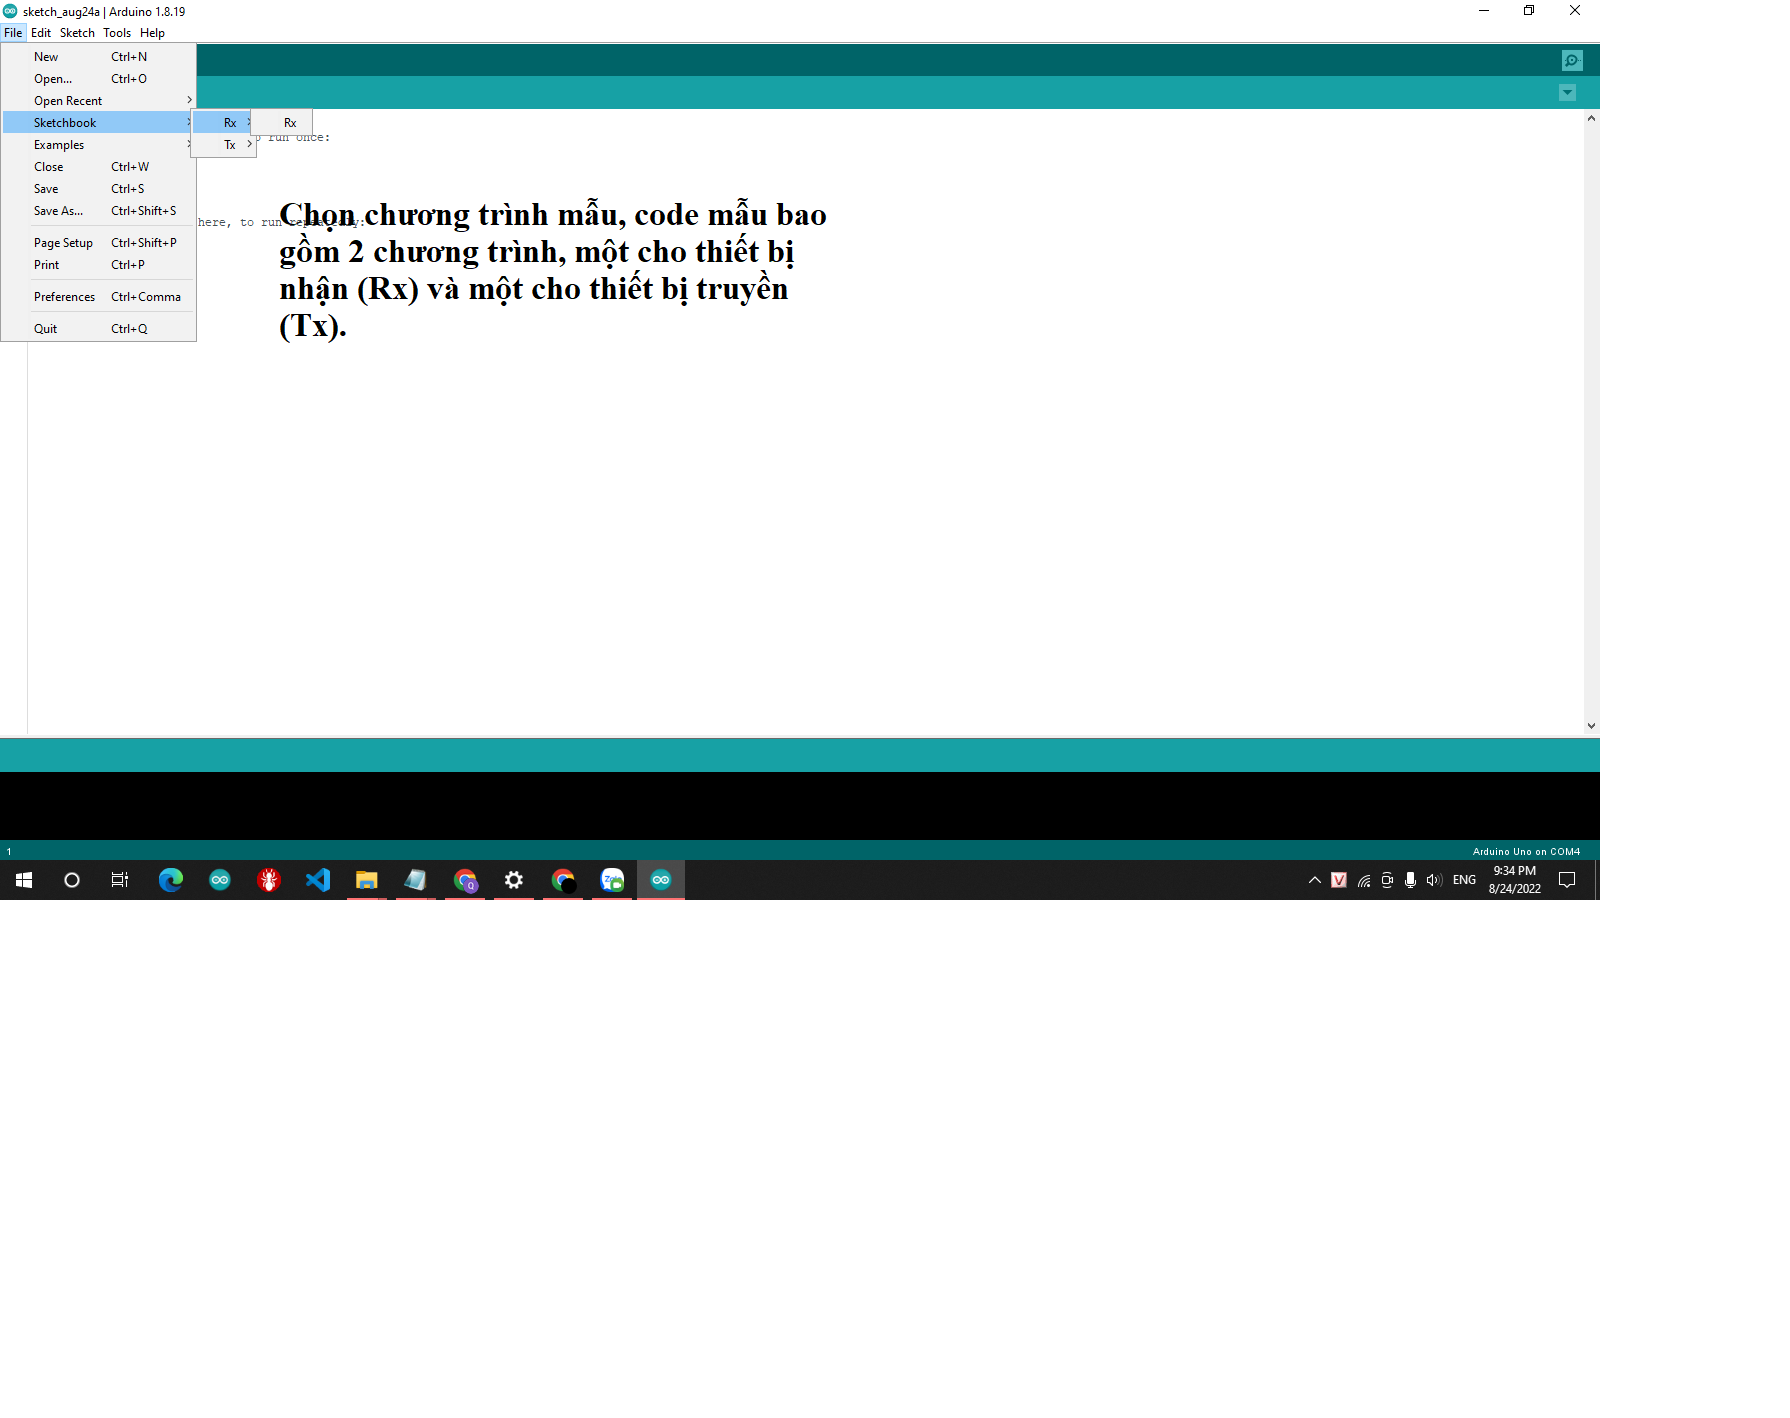 sketch_aug24a | Arduino 1.8.19
File Edit Sketch Tools Help
New Ctrl+N
Open... Ctrl+O
Open Recent
Sketchbook
Rx
Rx
Examples
Tx
to run once:
Close Ctrl+W
Save Ctrl+S
Save As... Ctrl+Shift+S
here, to run repeatedly:
Page Setup Ctrl+Shift+P
Print Ctrl+P
Preferences Ctrl+Comma
Quit Ctrl+Q
Chọn chương trình mẫu, code mẫu bao
gồm 2 chương trình, một cho thiết bị
nhận (Rx) và một cho thiết bị truyền
(Tx).
1
Arduino Uno on COM4
ENG
9:34 PM
8/24/2022